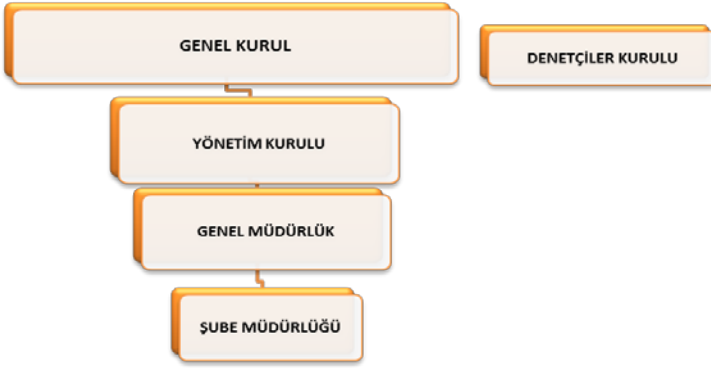 GENEL KURUL
DENETÇİLER KURULU
YÖNETİM KURULU
GENEL MÜDÜRLÜK
ŞUBE MÜDÜRLÜĞÜ